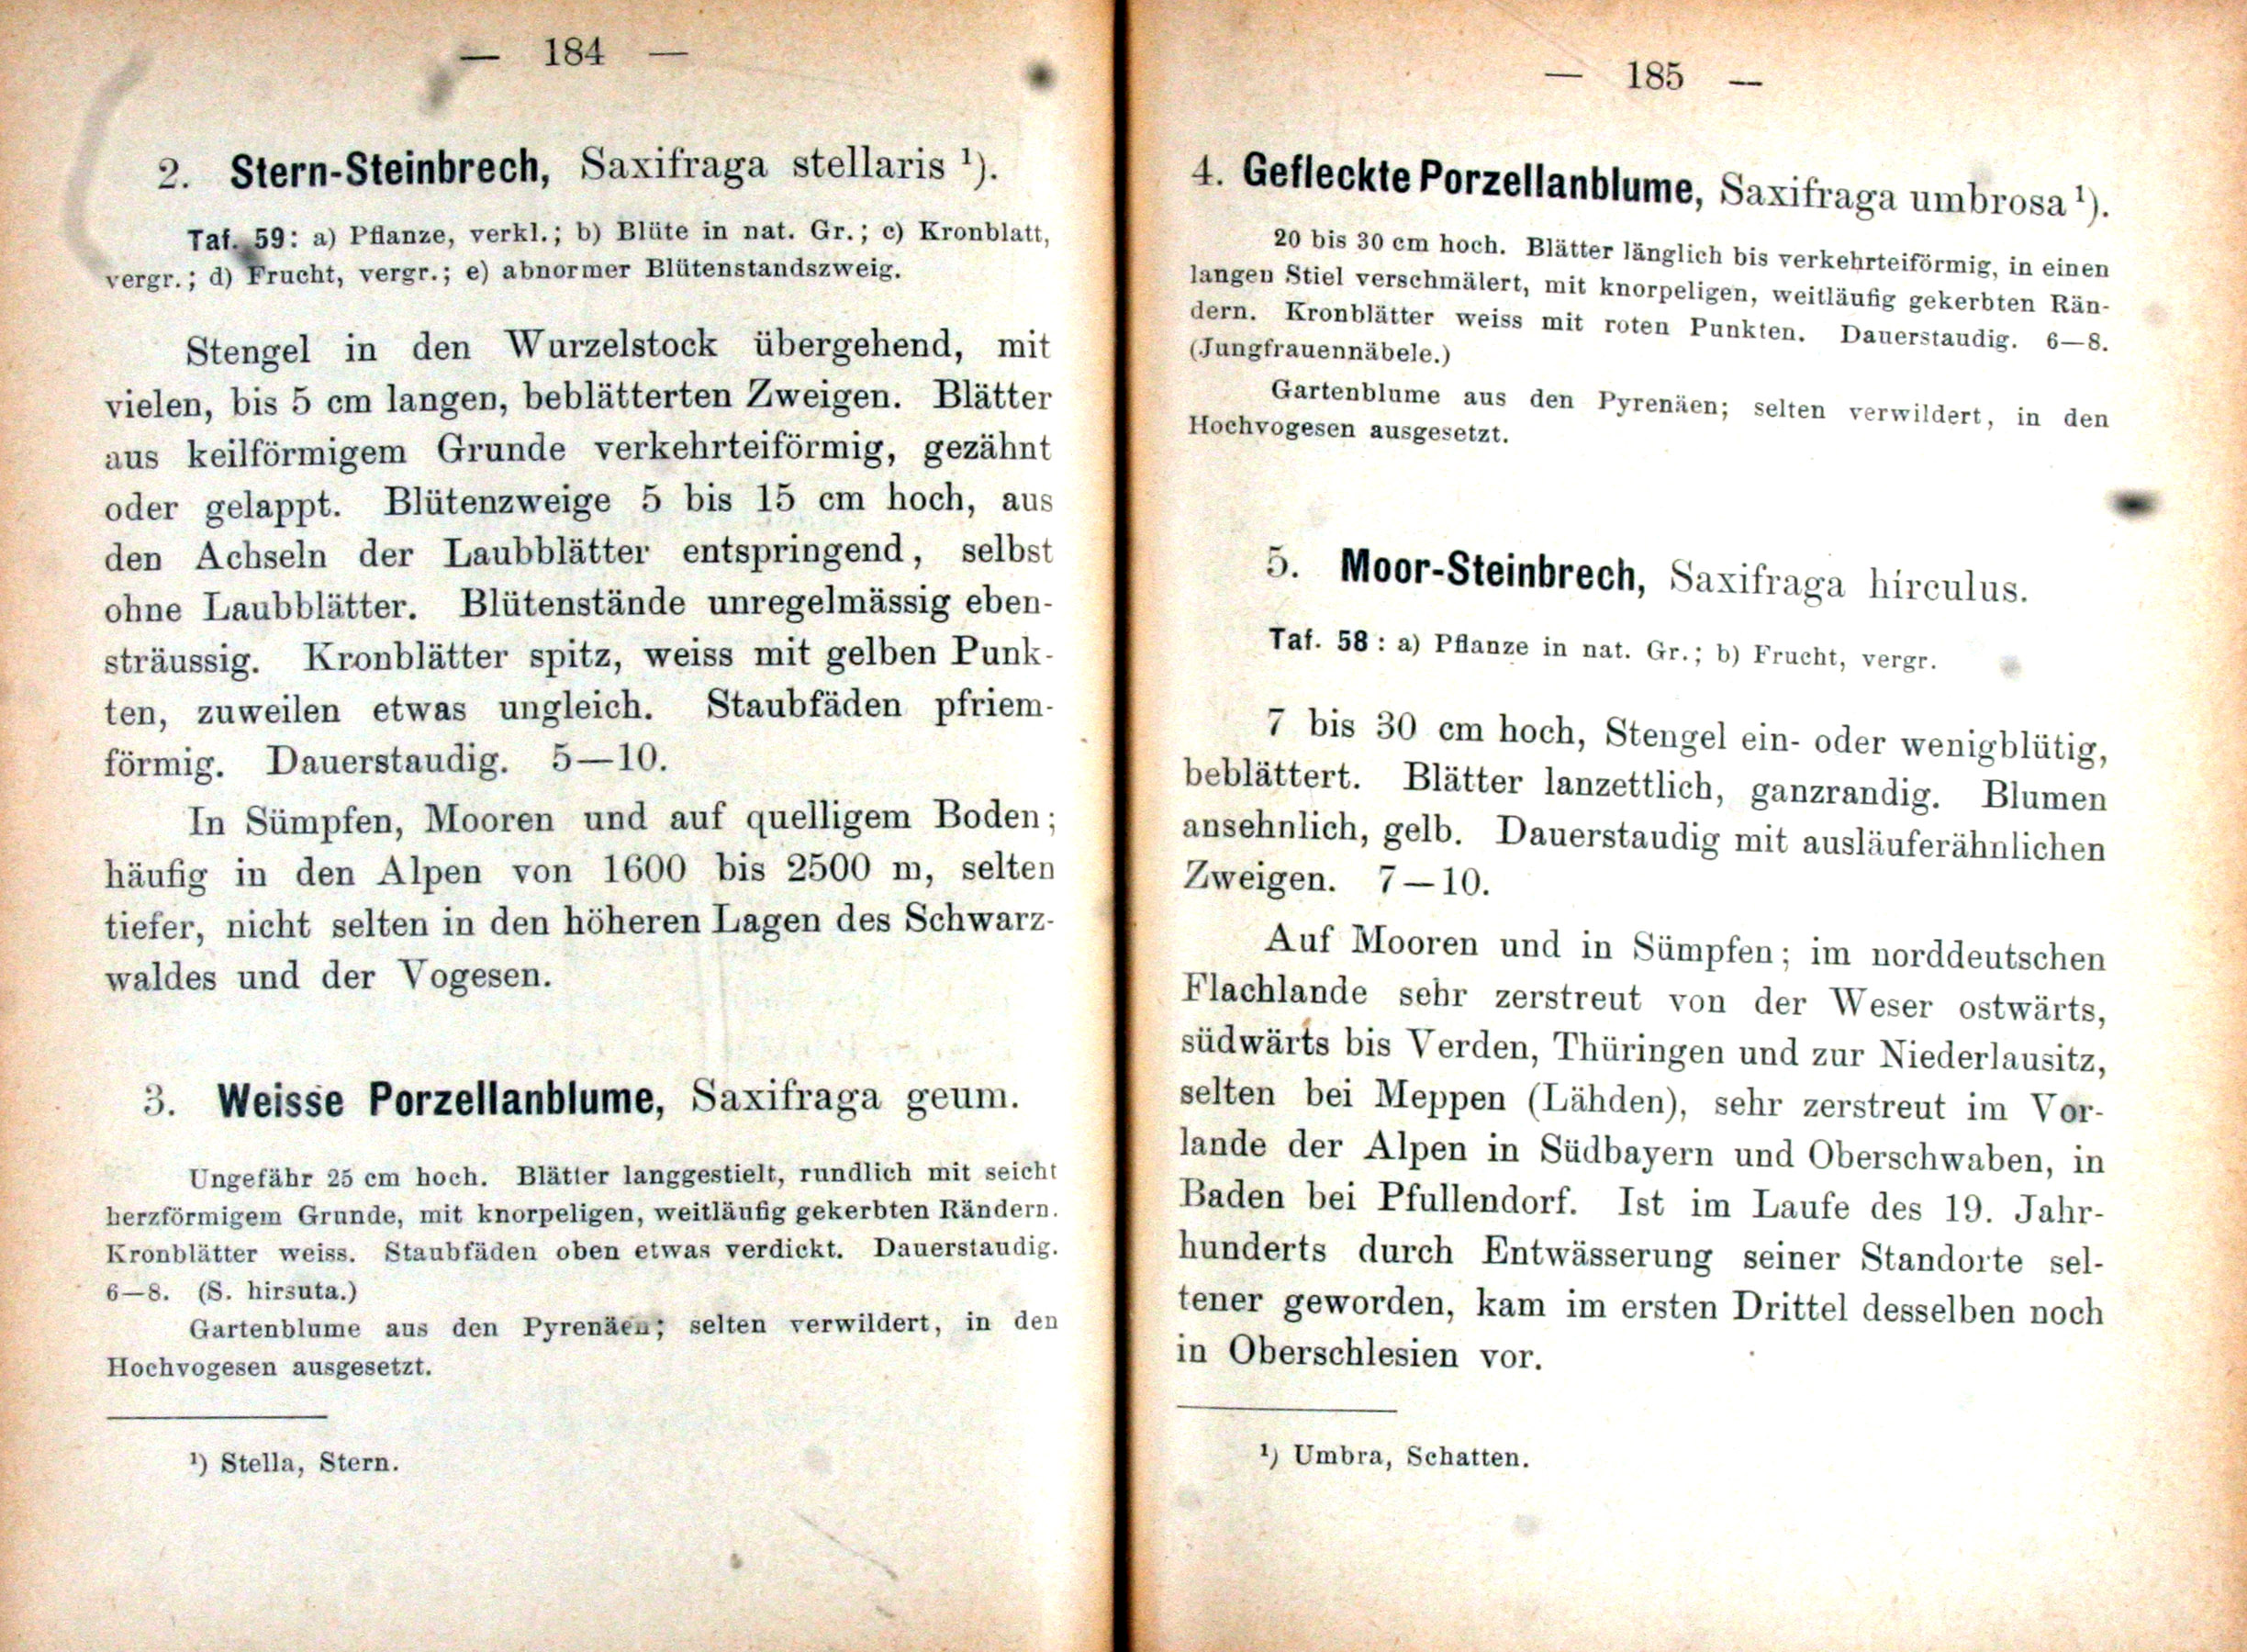 — 184 —
2. Stern-Steinbrech, Saxifraga stellaris ¹).
Taf. 59: a) Pflanze, verkl.; b) Blüte in nat. Gr.; c) Kronblatt,
vergr.; d) Frucht, vergr.; e) abnormer Blütenstandszweig.
Stengel in den Wurzelstock übergehend, mit
vielen, bis 5 cm langen, beblätterten Zweigen. Blätter
aus keilförmigem Grunde verkehrteiförmig, gezähnt
oder gelappt. Blütenzweige 5 bis 15 cm hoch, aus
den Achseln der Laubblätter entspringend, selbst
ohne Laubblätter. Blütenstände unregelmässig eben-
sträussig. Kronblätter spitz, weiss mit gelben Punk-
ten, zuweilen etwas ungleich. Staubfäden pfriem-
förmig. Dauerstaudig. 5—10.
In Sümpfen, Mooren und auf quelligem Boden;
häufig in den Alpen von 1600 bis 2500 m, selten
tiefer, nicht selten in den höheren Lagen des Schwarz-
waldes und der Vogesen.
3. Weisse Porzellanblume, Saxifraga geum.
Ungefähr 25 cm hoch. Blätter langgestielt, rundlich mit seicht
herzförmigem Grunde, mit knorpeligen, weitläufig gekerbten Rändern.
Kronblätter weiss. Staubfäden oben etwas verdickt. Dauerstaudig.
6—8. (S. hirsuta.)
Gartenblume aus den Pyrenäen; selten verwildert, in den
Hochvogesen ausgesetzt.
¹) Stella, Stern.
— 185 —
4. Gefleckte Porzellanblume, Saxifraga umbrosa ¹).
20 bis 30 cm hoch. Blätter länglich bis verkehrteiförmig, in einen
langen Stiel verschmälert, mit knorpeligen, weitläufig gekerbten Rän-
dern. Kronblätter weiss mit roten Punkten. Dauerstaudig. 6—8.
(Jungfrauennäbele.)
Gartenblume aus den Pyrenäen; selten verwildert, in den
Hochvogesen ausgesetzt.
5. Moor-Steinbrech, Saxifraga hirculus.
Taf. 58: a) Pflanze in nat. Gr.; b) Frucht, vergr.
7 bis 30 cm hoch, Stengel ein- oder wenigblütig,
beblättert. Blätter lanzettlich, ganzrandig. Blumen
ansehnlich, gelb. Dauerstaudig mit ausläuferähnlichen
Zweigen. 7—10.
Auf Mooren und in Sümpfen; im norddeutschen
Flachlande sehr zerstreut von der Weser ostwärts,
südwärts bis Verden, Thüringen und zur Niederlausitz,
selten bei Meppen (Lähden), sehr zerstreut im Vor-
lande der Alpen in Südbayern und Oberschwaben, in
Baden bei Pfullendorf. Ist im Laufe des 19. Jahr-
hunderts durch Entwässerung seiner Standorte sel-
tener geworden, kam im ersten Drittel desselben noch
in Oberschlesien vor.
¹) Umbra, Schatten.